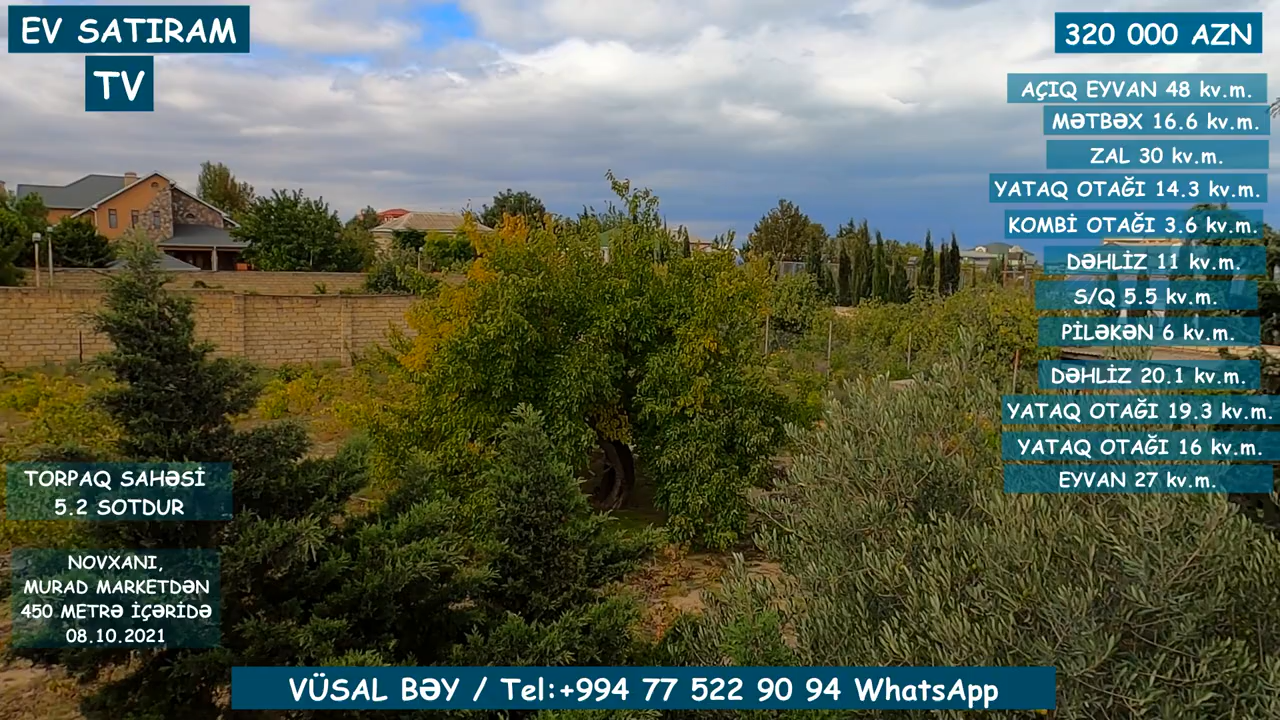 EV SATIRAM
TV
320 000 AZN
AÇIQ EYVAN 48 kv.m.
MƏTBƏX 16.6 kv.m.
ZAL 30 kv.m.
YATAQ OTAĞI 14.3 kv.m.
KOMBİ OTAĞI 3.6 kv.m.
DƏHLİZ 11 kv.m.
S/Q 5.5 kv.m.
PİLƏKƏN 6 kv.m.
DƏHLİZ 20.1 kv.m.
YATAQ OTAĞI 19.3 kv.m.
YATAQ OTAĞI 16 kv.m.
EYVAN 27 kv.m.
TORPAQ SAHƏSİ
5.2 SOTDUR
NOVXANI,
MURAD MARKETDƏN
450 METRƏ İÇƏRİDƏ
08.10.2021
VÜSAL BƏY / Tel:+994 77 522 90 94 WhatsApp